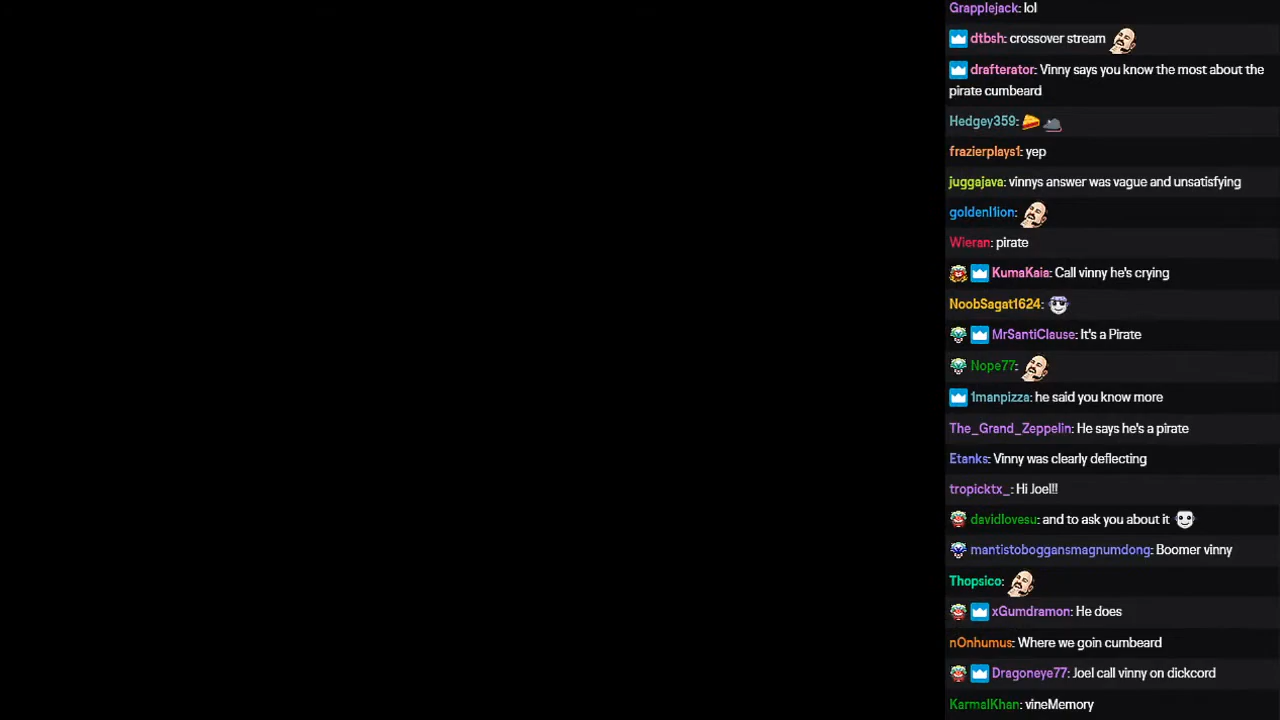 Grapplejack: lol
dtbsh: crossover stream
drafterator: Vinny says you know the most about the
pirate cumbeard
Hedgey359:
frazierplays1: yep
juggajava: vinnys answer was vague and unsatisfying
goldenl1ion:
Wieran: pirate
KumaKaia: Call vinny he's crying
NoobSagat1624:
MrSantiClause: It's a Pirate
Nope77:
1manpizza: he said you know more
The_Grand_Zeppelin: He says he's a pirate
Etanks: Vinny was clearly deflecting
tropicktx_: Hi Joel!!
davidlovesu: and to ask you about it
mantistoboggansmagnumdong: Boomer vinny
Thopsico:
xGumdramon: He does
nOnhumus: Where we goin cumbeard
Dragoneye77: Joel call vinny on dickcord
KarmalKhan: vineMemory